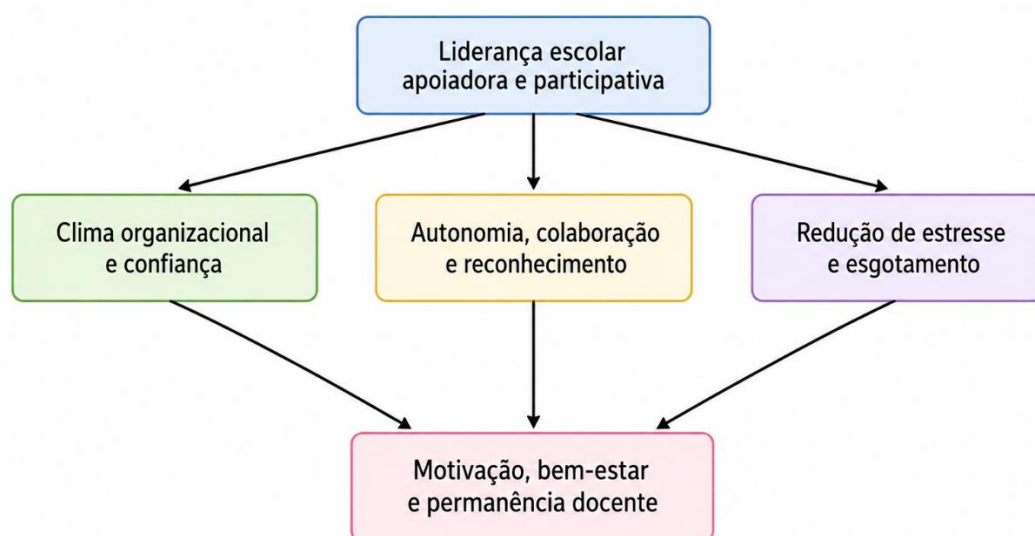 Liderança escolar
apoiadora e participativa
Clima organizacional
e confiança
Autonomia, colaboração
e reconhecimento
Redução de estresse
e esgotamento
Motivação, bem-estar
e permanência docente